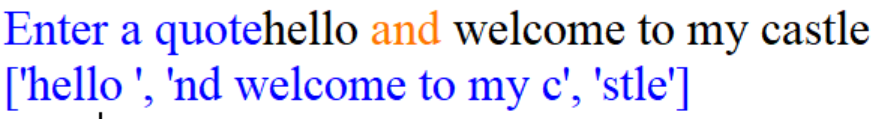 Enter a quotehello and welcome to my castle
['hello ', 'nd welcome to my c', 'stle']